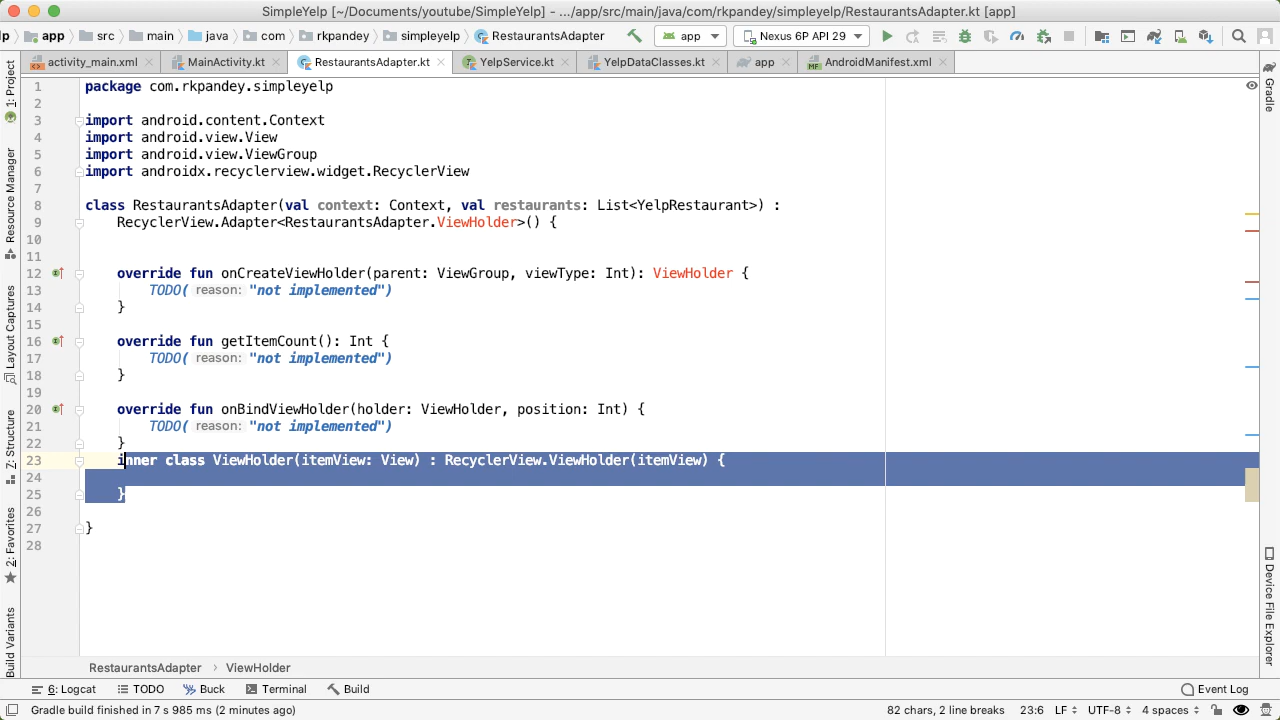 SimpleYelp [~/Documents/youtube/SimpleYelp] - .../app/src/main/java/com/rkpandey/simpleyelp/RestaurantsAdapter.kt [app]
lp app src main java com rkpandey simpleyelp RestaurantsAdapter app Nexus 6P API 29
activity_main.xml MainActivity.kt RestaurantsAdapter.kt YelpService.kt YelpDataClasses.kt app AndroidManifest.xml
1: Project
Resource Manager
Layout Captures
Z: Structure
2: Favorites
Build Variants
1 package com.rkpandey.simpleyelp
2
3 import android.content.Context
4 import android.view.View
5 import android.view.ViewGroup
6 import androidx.recyclerview.widget.RecyclerView
7
8 class RestaurantsAdapter(val context: Context, val restaurants: List<YelpRestaurant>) :
9 RecyclerView.Adapter<RestaurantsAdapter.ViewHolder>() {
10
11
12 override fun onCreateViewHolder(parent: ViewGroup, viewType: Int): ViewHolder {
13 TODO( reason: "not implemented")
14 }
15
16 override fun getItemCount(): Int {
17 TODO( reason: "not implemented")
18 }
19
20 override fun onBindViewHolder(holder: ViewHolder, position: Int) {
21 TODO( reason: "not implemented")
22 }
23 inner class ViewHolder(itemView: View) : RecyclerView.ViewHolder(itemView) {
24
25 }
26
27 }
28
Gradle
Device File Explorer
RestaurantsAdapter › ViewHolder
6: Logcat TODO Buck Terminal Build Event Log
Gradle build finished in 7 s 985 ms (2 minutes ago) 82 chars, 2 line breaks 23:6 LF UTF-8 4 spaces